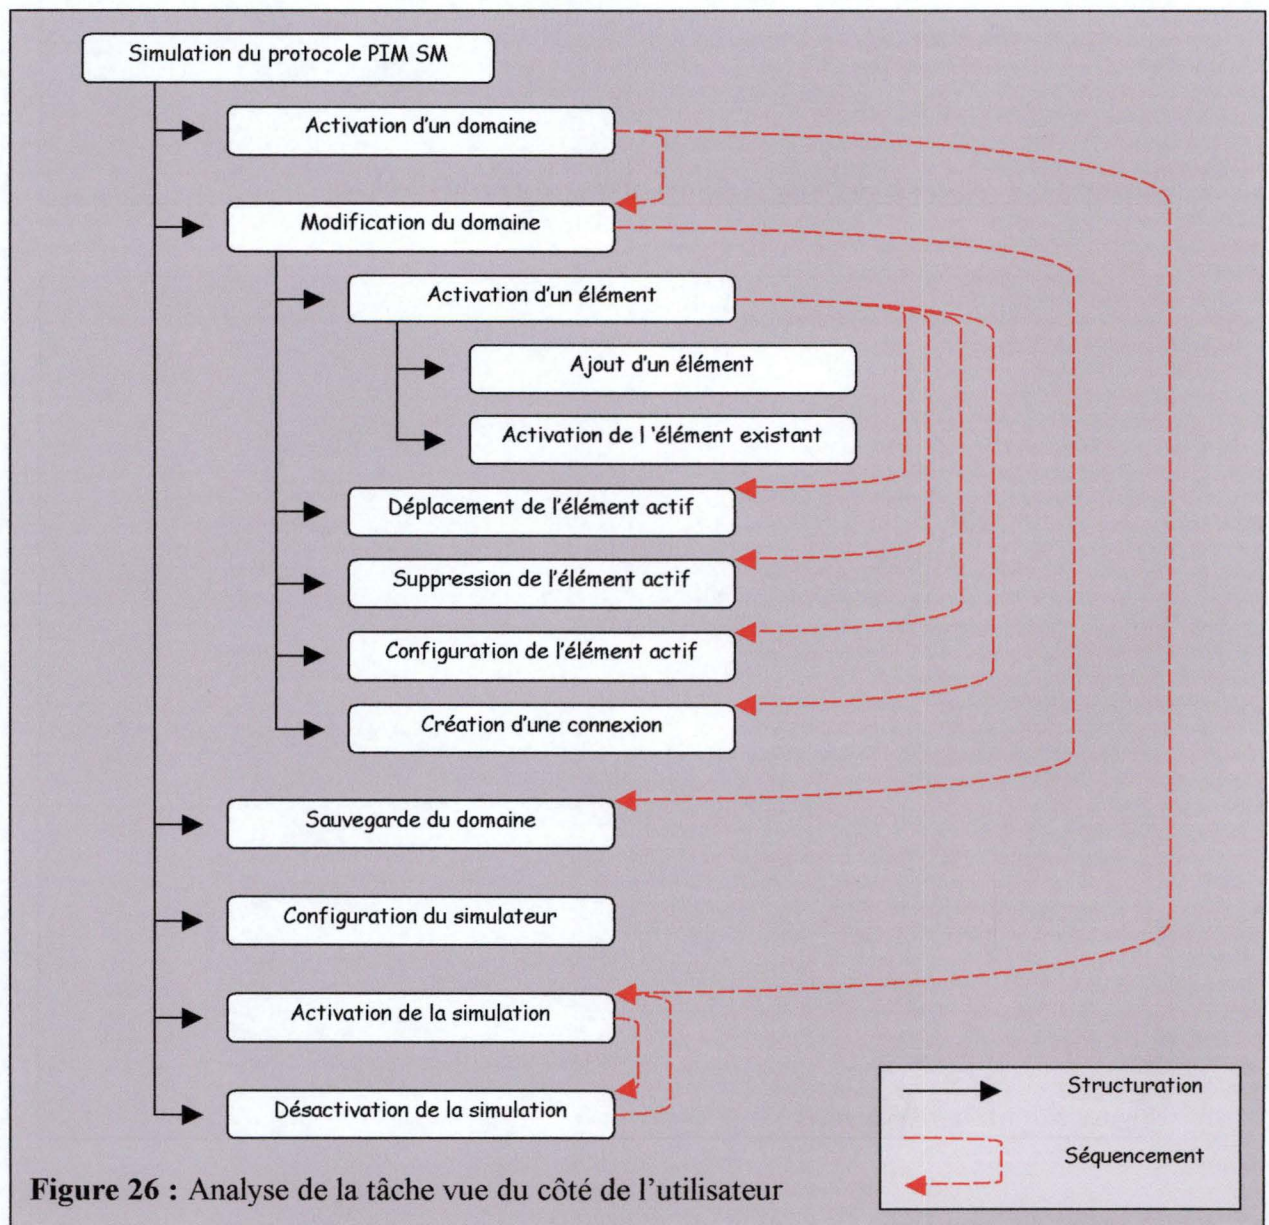 Simulation du protocole PIM SM
Activation d'un domaine
Modification du domaine
Activation d'un élément
Ajout d'un élément
Activation de l 'élément existant
Déplacement de l'élément actif
Suppression de l'élément actif
Configuration de l'élément actif
Création d'une connexion
Sauvegarde du domaine
Configuration du simulateur
Activation de la simulation
Désactivation de la simulation
Structuration
Séquencement
Figure 26 : Analyse de la tâche vue du côté de l'utilisateur